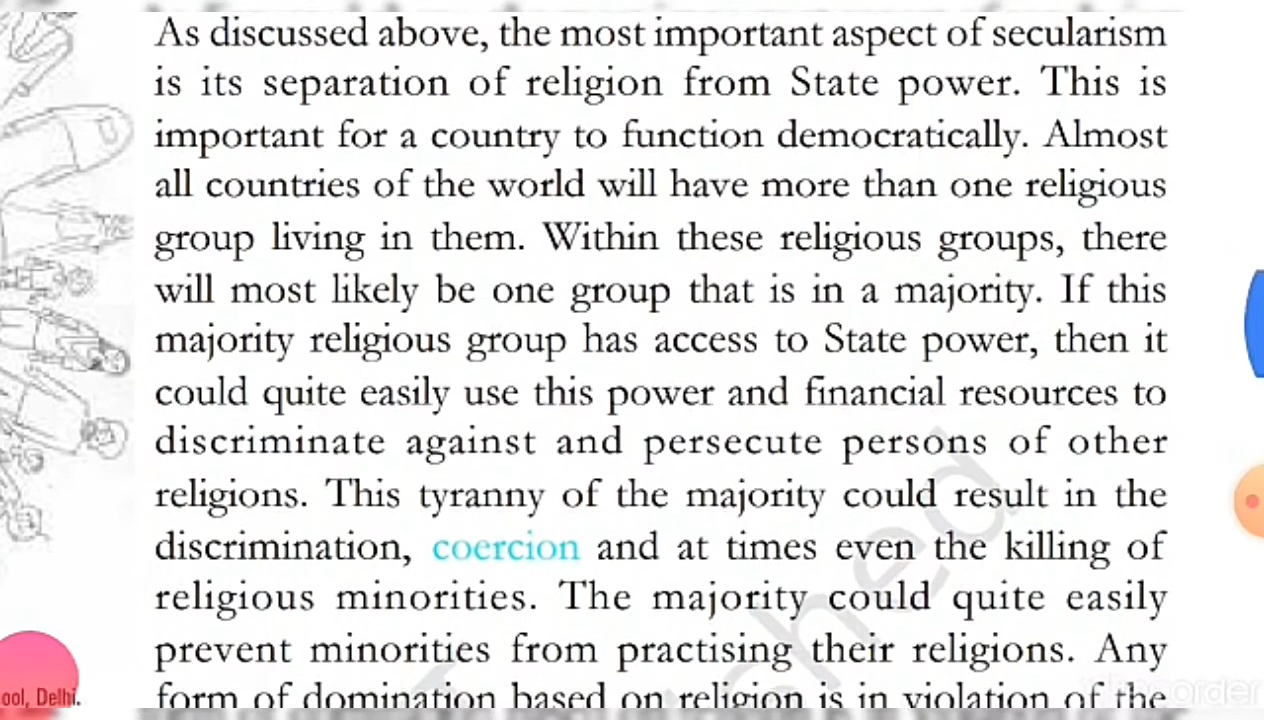 As discussed above, the most important aspect of secularism
is its separation of religion from State power. This is
important for a country to function democratically. Almost
all countries of the world will have more than one religious
group living in them. Within these religious groups, there
will most likely be one group that is in a majority. If this
majority religious group has access to State power, then it
could quite easily use this power and financial resources to
discriminate against and persecute persons of other
religions. This tyranny of the majority could result in the
discrimination, coercion and at times even the killing of
religious minorities. The majority could quite easily
prevent minorities from practising their religions. Any
form of domination based on religion is in violation of the
ool, Delhi.